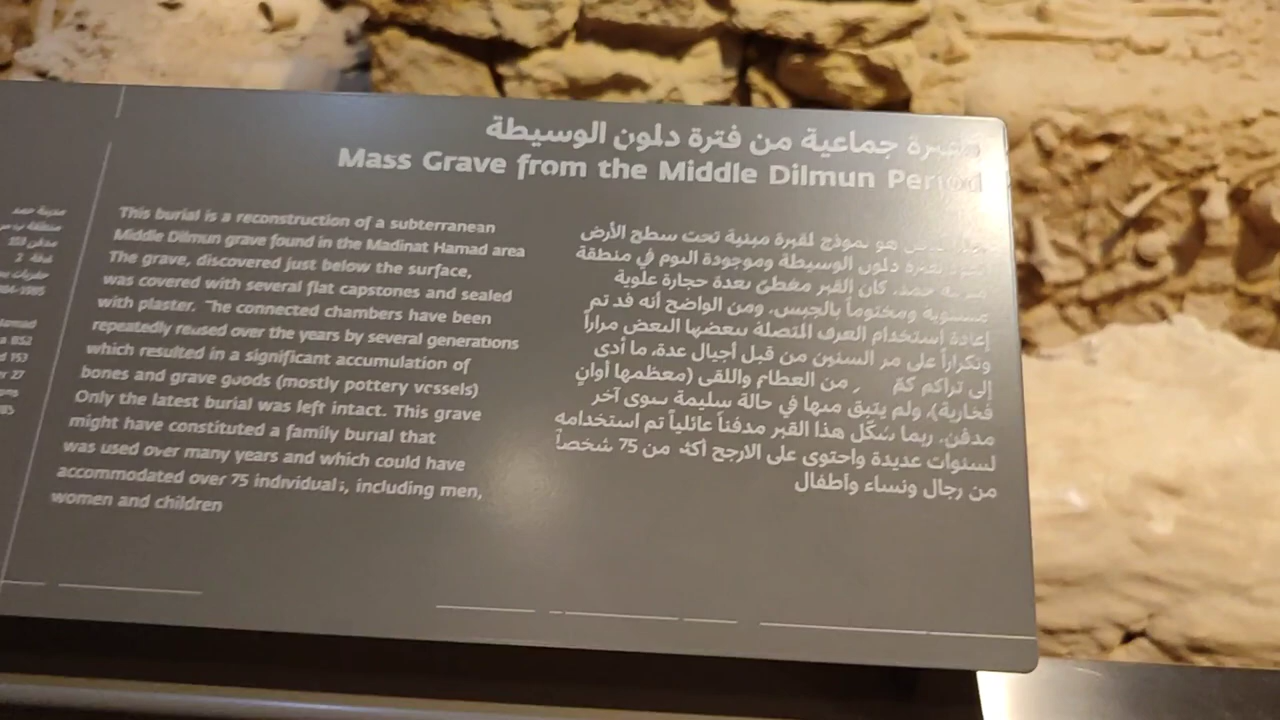 جماعية من فترة دلون الوسيطة
Mass Grave from the Middle Dilmun Period
This burial is a reconstruction of a subterranean
Middle Dilmun grave found in the Madinat Hamad area
The grave, discovered just below the surface,
was covered with several flat capstones and sealed
with plaster. The connected chambers have been
repeatedly reused over the years by several generations
which resulted in a significant accumulation of
bones and grave goods (mostly pottery vessels)
Only the latest burial was left intact. This grave
might have constituted a family burial that
was used over many years and which could have
accommodated over 75 individuals, including men,
women and children
هو نموذج لمقبرة مبنية تحت سطح الأرض
دلون الوسيطة وموجودة اليوم في منطقة
حمد. كان القبر مغطىً بعدة حجارة علوية
مستوية ومختوماً بالجبس. ومن الواضح أنه قد تم
إعادة استخدام الغرف المتصلة ببعضها البعض مراراً
وتكراراً على مر السنون من قبل أجيال عدة، ما أدى
إلى تراكم كمّ من العظام واللقى (معظمها أوانٍ
فخارية)، ولم يتبق منها في حالة سليمة سوى آخر
مدفن. ربما شكّل هذا القبر مدفناً عائلياً تم استخدامه
لسنوات عديدة واحتوى على الارجح أكثر من 75 شخصاً
من رجال ونساء وأطفال
مدينة حمد